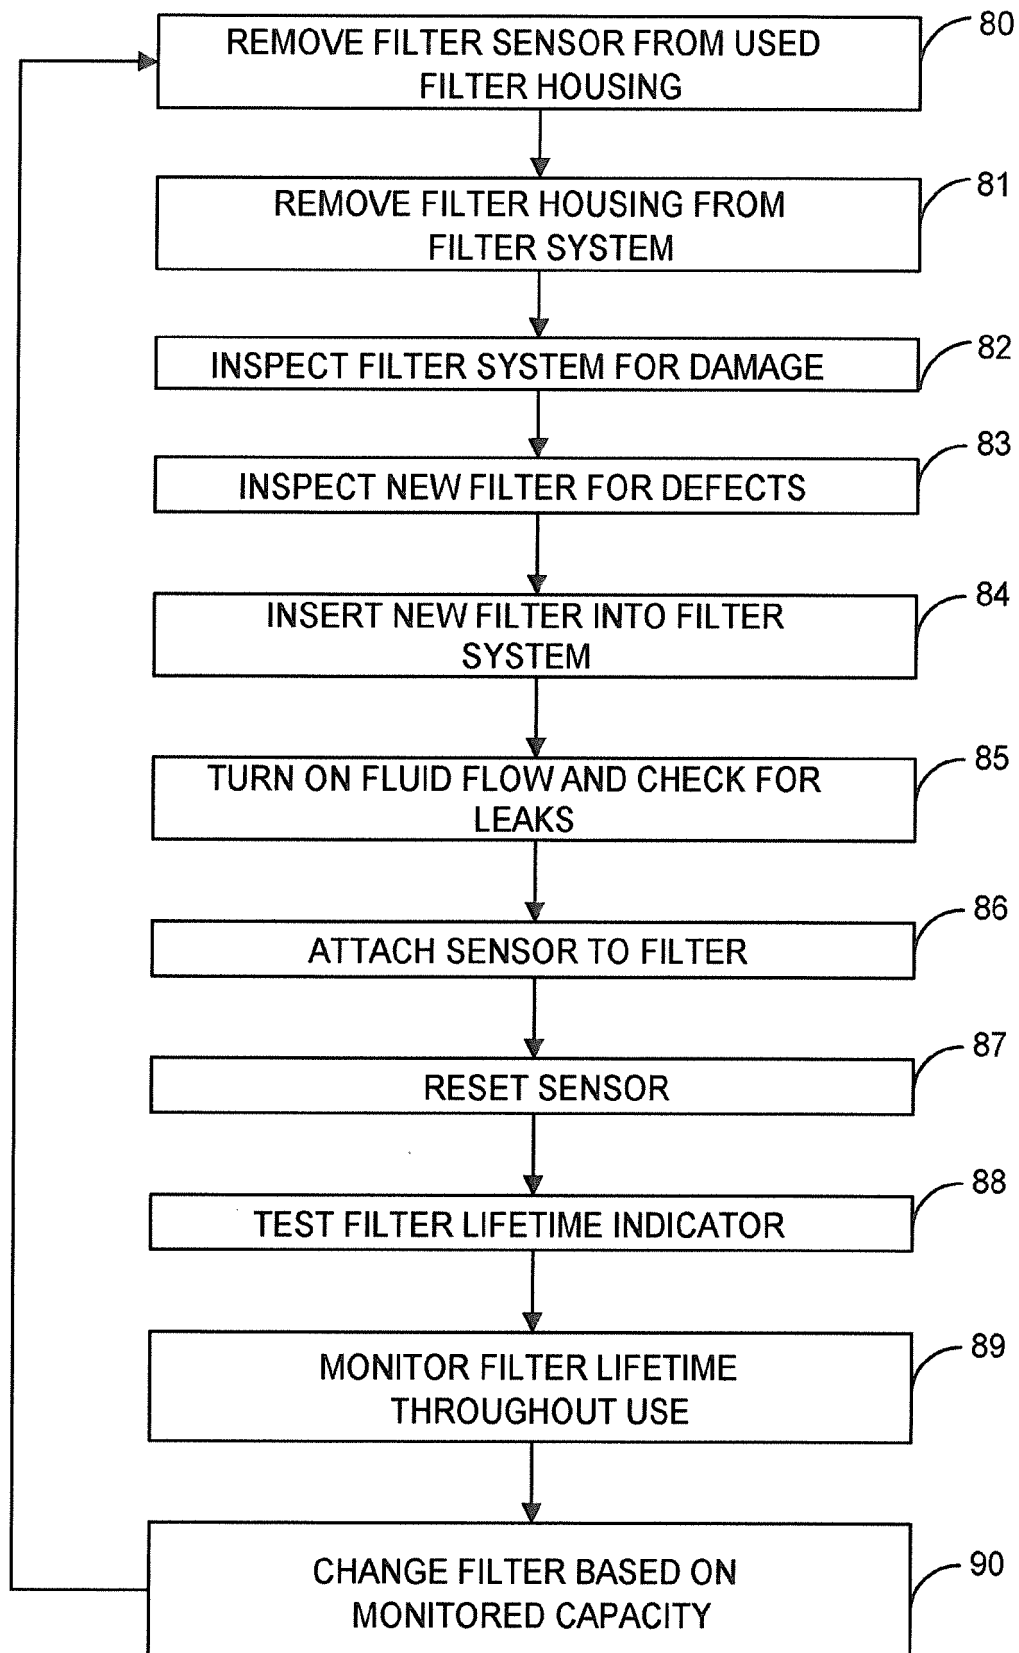 80
REMOVE FILTER SENSOR FROM USED
FILTER HOUSING
81
REMOVE FILTER HOUSING FROM
FILTER SYSTEM
82
INSPECT FILTER SYSTEM FOR DAMAGE
83
INSPECT NEW FILTER FOR DEFECTS
84
INSERT NEW FILTER INTO FILTER
SYSTEM
85
TURN ON FLUID FLOW AND CHECK FOR
LEAKS
86
ATTACH SENSOR TO FILTER
87
RESET SENSOR
88
TEST FILTER LIFETIME INDICATOR
89
MONITOR FILTER LIFETIME
THROUGHOUT USE
90
CHANGE FILTER BASED ON
MONITORED CAPACITY